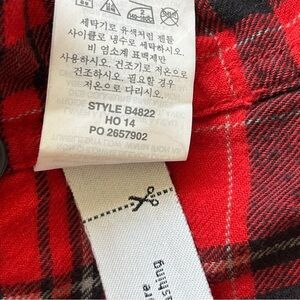 세탁기로 유색처럼 젠틀
사이클로 냉수로 세탁하시오.
비 염소계 표백제만
사용하시오. 건조기로 저온으로
건조하시오. 필요할 경우
저온으로 다리시오.
STYLE B4822
HO 14
PO 2657902